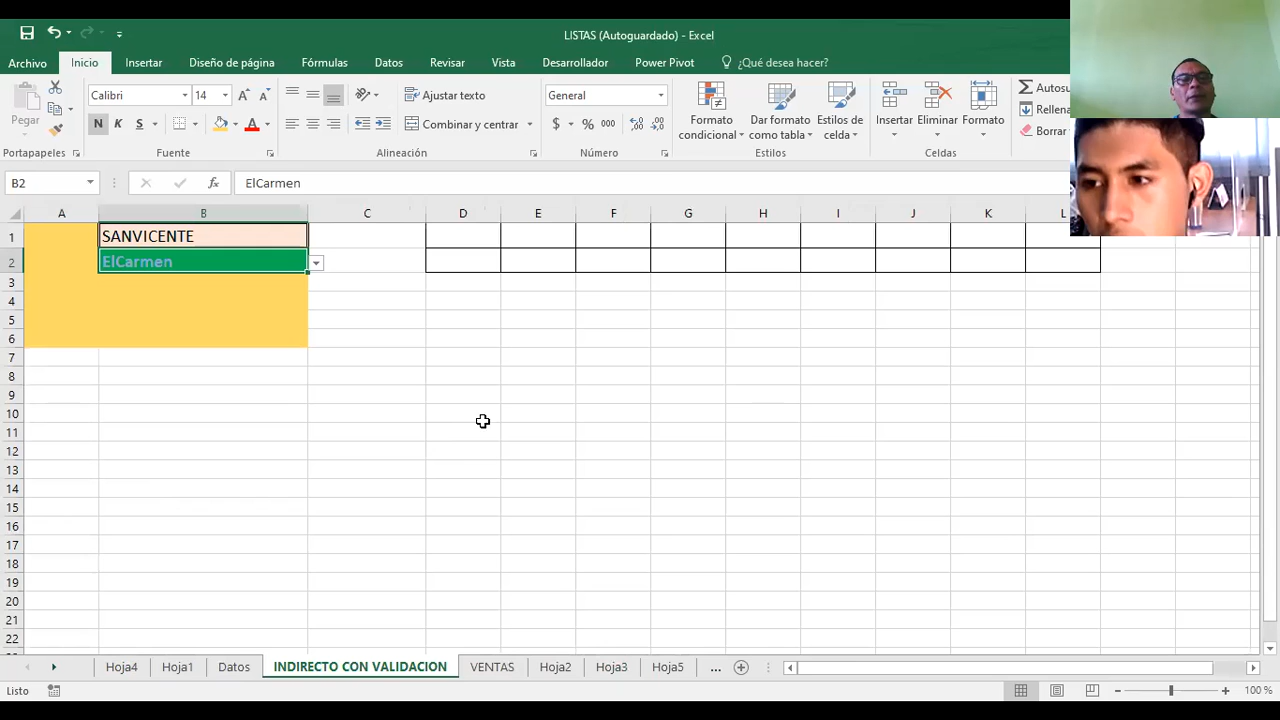 LISTAS (Autoguardado) - Excel
Archivo Inicio Insertar Diseño de página Fórmulas Datos Revisar Vista Desarrollador Power Pivot ¿Qué desea hacer?
Pegar
Calibri 14
N K S
Ajustar texto
Combinar y centrar
General
$ % 000
Formato condicional
Dar formato como tabla
Estilos de celda
Insertar Eliminar Formato
Autosu
Rellena
Borrar
Portapapeles Fuente Alineación Número Estilos Celdas
B2 fx ElCarmen
A B C D E F G H I J K L
1 SANVICENTE
2 ElCarmen
3
4
5
6
7
8
9
10
11
12
13
14
15
16
17
18
19
20
21
22
Hoja4 Hoja1 Datos INDIRECTO CON VALIDACION VENTAS Hoja2 Hoja3 Hoja5 ...
Listo 100 %